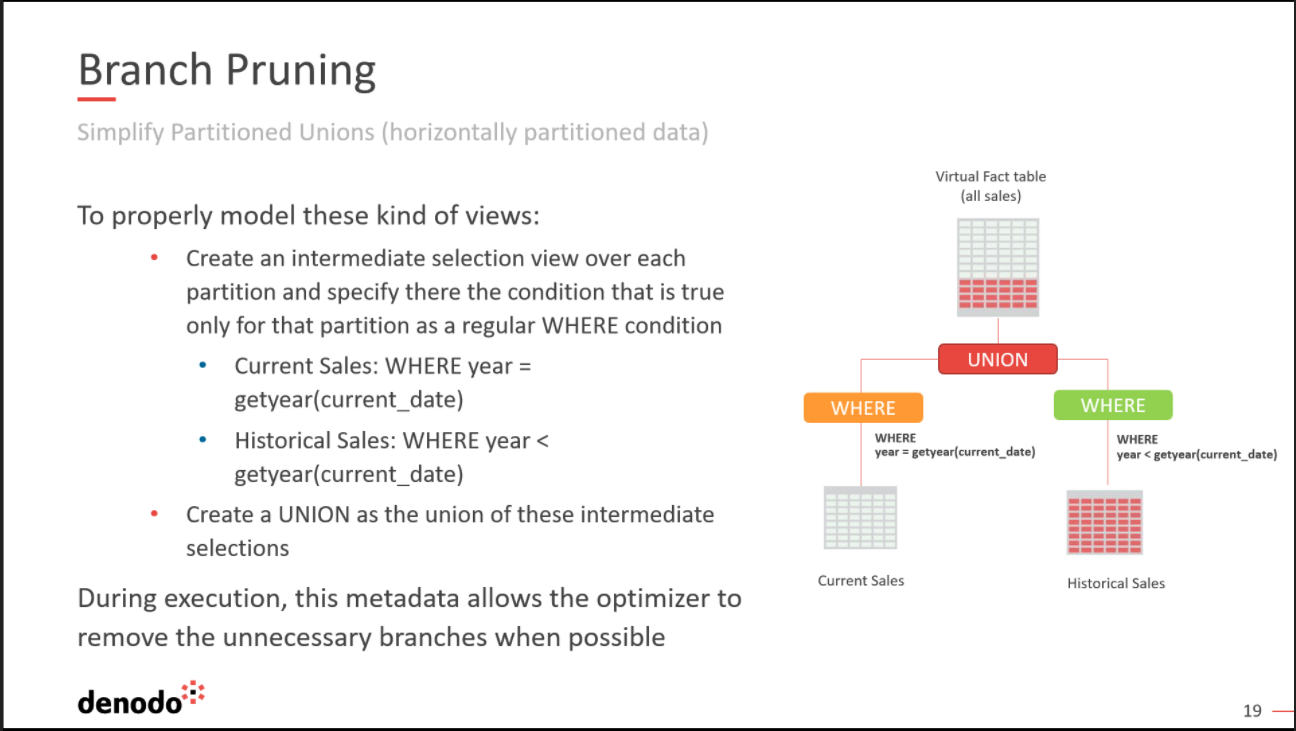 Branch Pruning
Simplify Partitioned Unions (horizontally partitioned data)
To properly model these kind of views:
• Create an intermediate selection view over each
partition and specify there the condition that is true
only for that partition as a regular WHERE condition
• Current Sales: WHERE year =
getyear(current_date)
• Historical Sales: WHERE year <
getyear(current_date)
• Create a UNION as the union of these intermediate
selections
During execution, this metadata allows the optimizer to
remove the unnecessary branches when possible
Virtual Fact table
(all sales)
UNION
WHERE
WHERE
year = getyear(current_date)
Current Sales
WHERE
WHERE
year < getyear(current_date)
Historical Sales
denodo
19